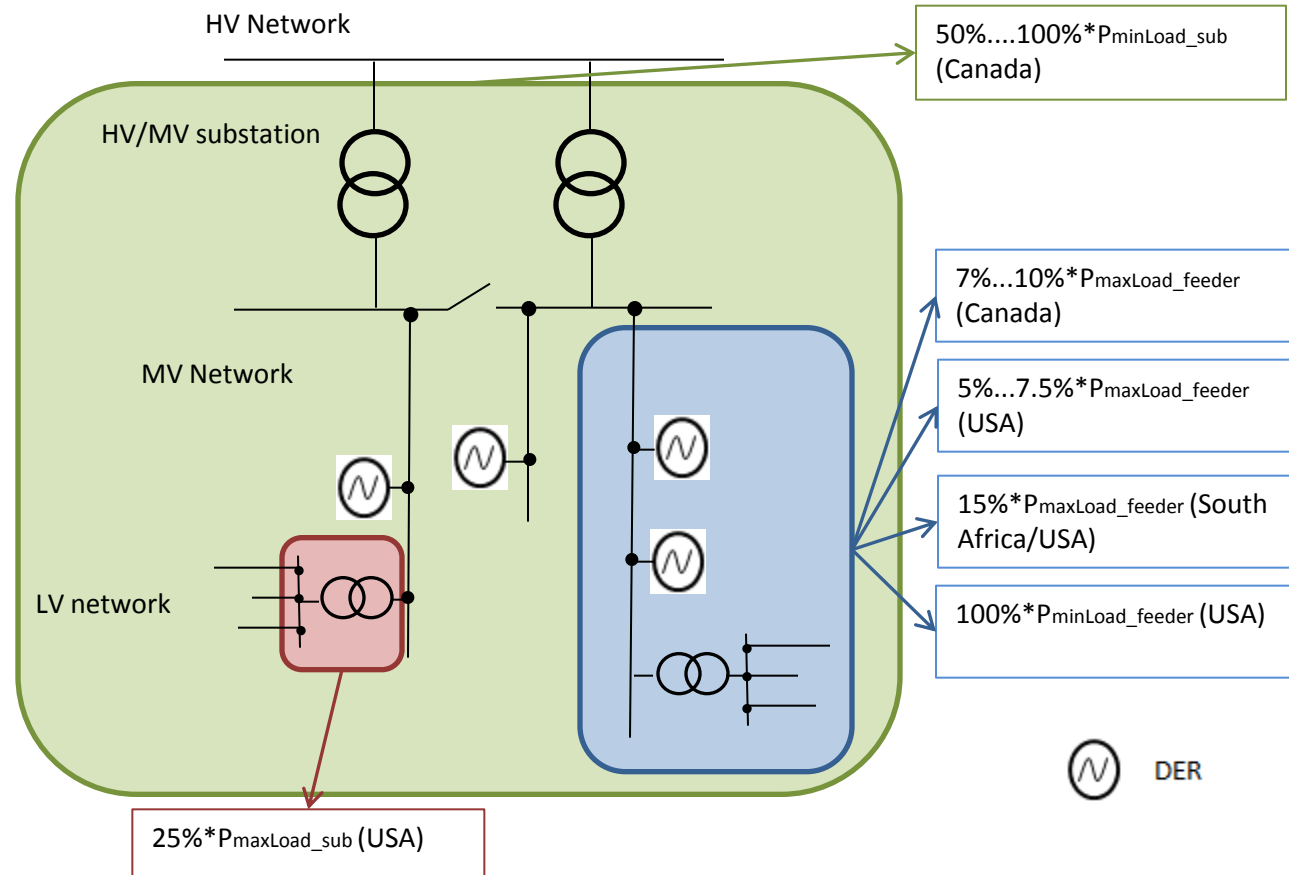 HV Network
50%....100%*PminLoad_sub
(Canada)
HV/MV substation
7%...10%*PmaxLoad_feeder
(Canada)
MV Network
5%...7.5%*PmaxLoad_feeder
(USA)
15%*PmaxLoad_feeder (South
Africa/USA)
LV network
100%*PminLoad_feeder (USA)
DER
25%*PmaxLoad_sub (USA)